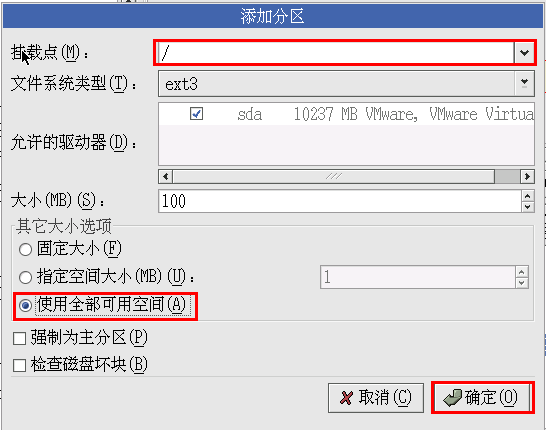 添加分区
挂载点(M)： /
文件系统类型(T)： ext3
sda 10237 MB VMware, VMware Virtua
允许的驱动器(D)：
大小(MB)(S)： 100
其它大小选项
固定大小(F)
指定空间大小(MB)(U)： 1
使用全部可用空间(A)
强制为主分区(P)
检查磁盘坏块(B)
取消(C) 确定(O)